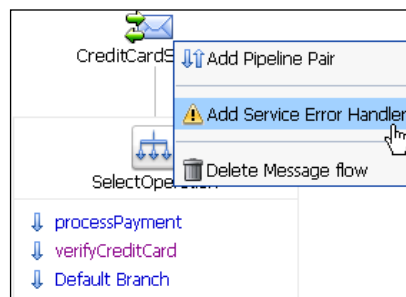 CreditCardS
Add Pipeline Pair
Add Service Error Handler
Delete Message flow
SelectOperation
processPayment
verifyCreditCard
Default Branch